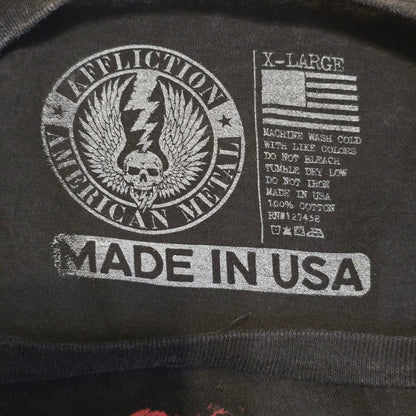 AFFLICTION
AMERICAN METAL
X-LARGE
MACHINE WASH COLD
WITH LIKE COLORS
DO NOT BLEACH
TUMBLE DRY LOW
DO NOT IRON
MADE IN USA
100% COTTON
RN#127458
MADE IN USA